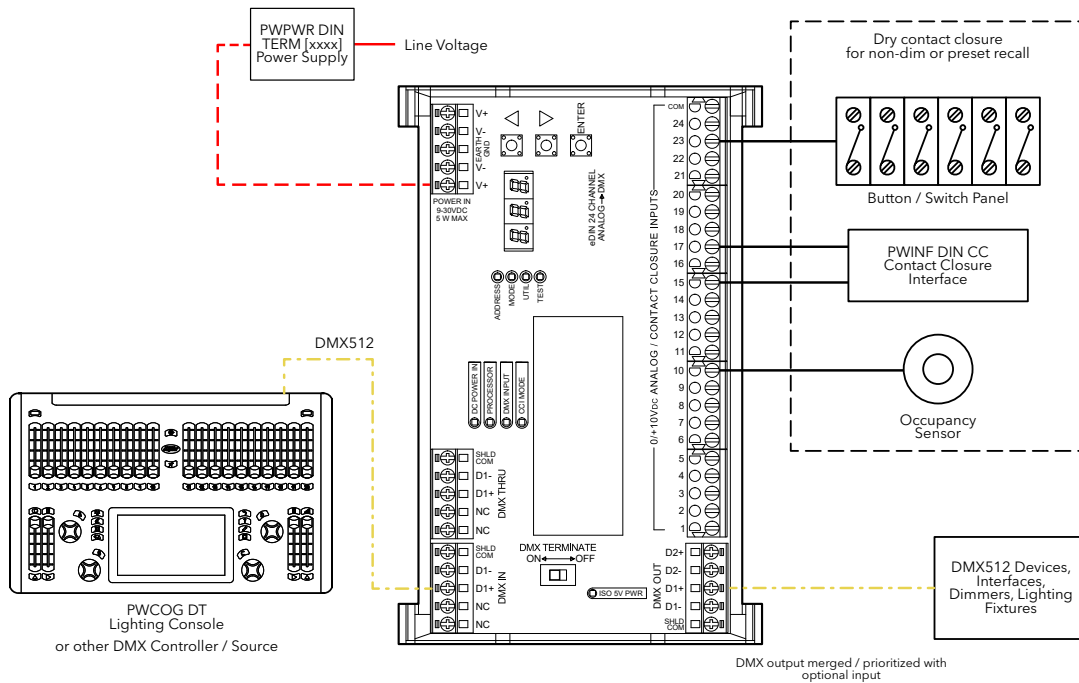 PWPWR DIN
TERM [xxxx]
Power Supply
Line Voltage
Dry contact closure
for non-dim or preset recall
Button / Switch Panel
PWINF DIN CC
Contact Closure
Interface
Occupancy
Sensor
DMX512
PWCOG DT
Lighting Console
or other DMX Controller / Source
V+
V-
EARTH
GND
V-
V+
POWER IN
9-30VDC
5 W MAX
ENTER
eDIN 24 CHANNEL
ANALOG → DMX
ADDRESS
MODE
UTIL
TEST
DC POWER IN
PROCESSOR
DMX INPUT
CCI MODE
SHLD
COM
D1-
D1+
NC
NC
DMX THRU
SHLD
COM
D1-
D1+
NC
NC
DMX IN
DMX TERMINATE
ON OFF
ISO 5V PWR
COM
24
23
22
21
20
19
18
17
16
15
14
13
12
11
10
9
8
7
6
5
4
3
2
1
0/+10VDC ANALOG / CONTACT CLOSURE INPUTS
D2+
D2-
D1+
D1-
SHLD
COM
DMX OUT
DMX512 Devices,
Interfaces,
Dimmers, Lighting
Fixtures
DMX output merged / prioritized with
optional input